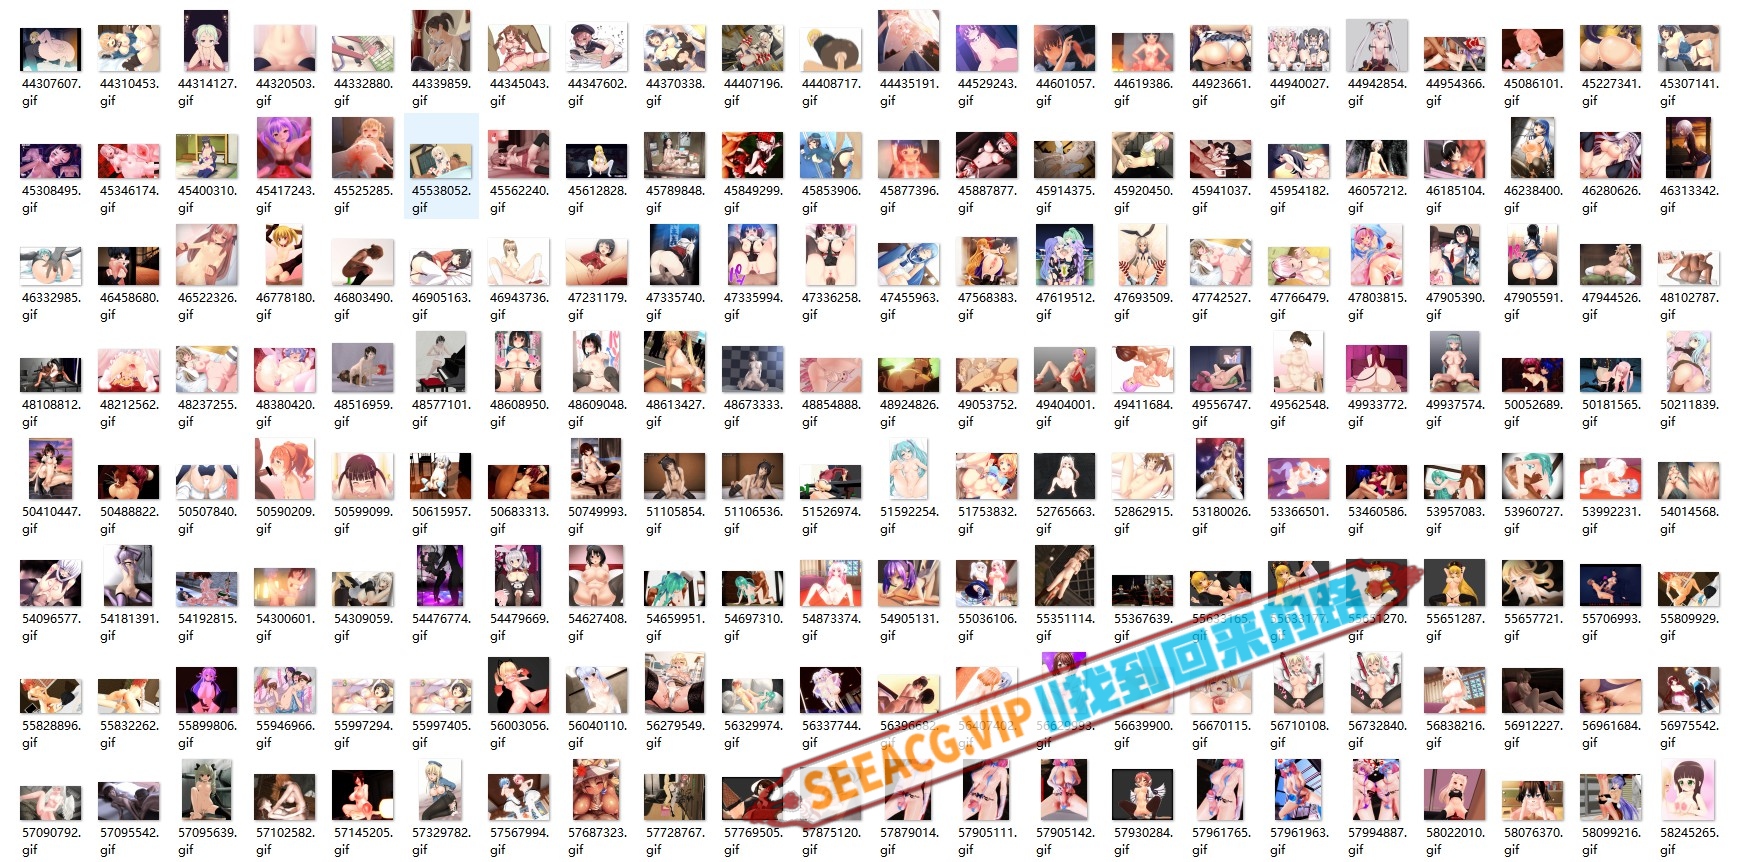 44307607.gif 44310453.gif 44314127.gif 44320503.gif 44332880.gif 44339859.gif 44345043.gif 44347602.gif 44370338.gif 44407196.gif 44408717.gif 44435191.gif 44529243.gif 44601057.gif 44619386.gif 44923661.gif 44940027.gif 44942854.gif 44954366.gif 45086101.gif 45227341.gif 45307141.gif
45308495.gif 45346174.gif 45400310.gif 45417243.gif 45525285.gif 45538052.gif 45562240.gif 45612828.gif 45789848.gif 45849299.gif 45853906.gif 45877396.gif 45887877.gif 45914375.gif 45920450.gif 45941037.gif 45954182.gif 46057212.gif 46185104.gif 46238400.gif 46280626.gif 46313342.gif
46332985.gif 46458680.gif 46522326.gif 46778180.gif 46803490.gif 46905163.gif 46943736.gif 47231179.gif 47335740.gif 47335994.gif 47336258.gif 47455963.gif 47568383.gif 47619512.gif 47693509.gif 47742527.gif 47766479.gif 47803815.gif 47905390.gif 47905591.gif 47944526.gif 48102787.gif
48108812.gif 48212562.gif 48237255.gif 48380420.gif 48516959.gif 48577101.gif 48608950.gif 48609048.gif 48613427.gif 48673333.gif 48854888.gif 48924826.gif 49053752.gif 49404001.gif 49411684.gif 49556747.gif 49562548.gif 49933772.gif 49937574.gif 50052689.gif 50181565.gif 50211839.gif
50410447.gif 50488822.gif 50507840.gif 50590209.gif 50599099.gif 50615957.gif 50683313.gif 50749993.gif 51105854.gif 51106536.gif 51526974.gif 51592254.gif 51753832.gif 52765663.gif 52862915.gif 53180026.gif 53366501.gif 53460586.gif 53957083.gif 53960727.gif 53992231.gif 54014568.gif
54096577.gif 54181391.gif 54192815.gif 54300601.gif 54309059.gif 54476774.gif 54479669.gif 54627408.gif 54659951.gif 54697310.gif 54873374.gif 54905131.gif 55036106.gif 55351114.gif 55367639.gif 55651287.gif 55657721.gif 55706993.gif 55809929.gif
55828896.gif 55832262.gif 55899806.gif 55946966.gif 55997294.gif 55997405.gif 56003056.gif 56040110.gif 56279549.gif 56329974.gif 56337744.gif 56639900.gif 56670115.gif 56710108.gif 56732840.gif 56838216.gif 56912227.gif 56961684.gif 56975542.gif
SEEACG.VIP||找到回来的路
57090792.gif 57095542.gif 57095639.gif 57102582.gif 57145205.gif 57329782.gif 57567994.gif 57687323.gif 57728767.gif 57769505.gif 57875120.gif 57879014.gif 57905111.gif 57905142.gif 57930284.gif 57961765.gif 57961963.gif 57994887.gif 58022010.gif 58076370.gif 58099216.gif 58245265.gif